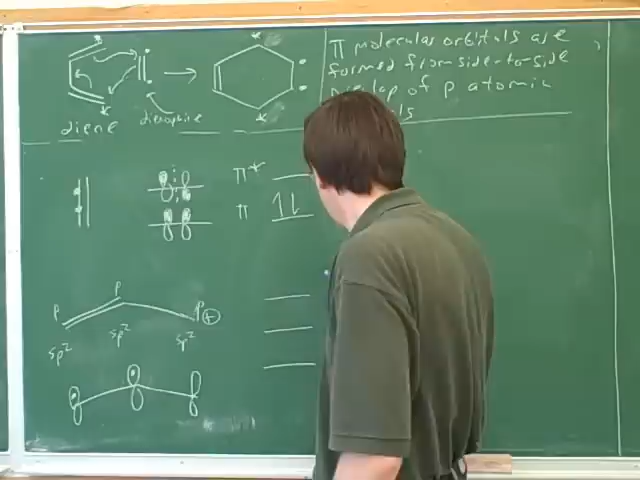 π molecular orbitals are
formed from side-to-side
overlap of p atomic
diene
dienophile
π*
π
P
P
P +
sp²
sp²
sp²